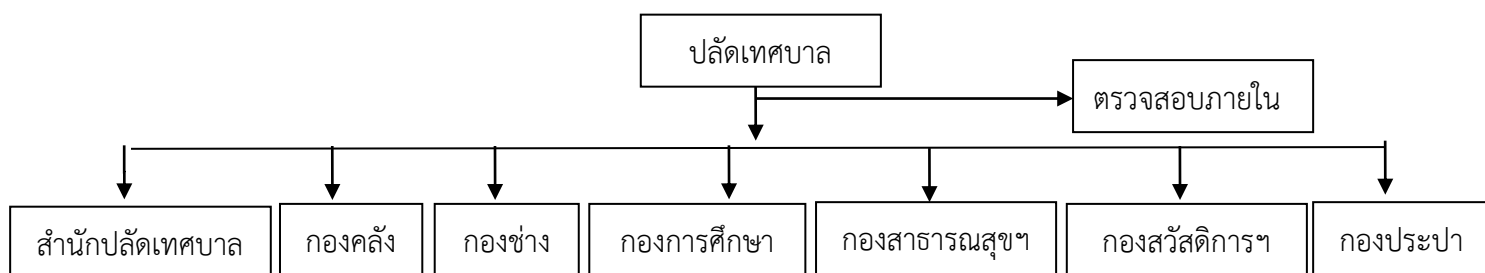 ปลัดเทศบาล
ตรวจสอบภายใน
สำนักปลัดเทศบาล
กองคลัง
กองช่าง
กองการศึกษา
กองสาธารณสุขฯ
กองสวัสดิการฯ
กองประปา